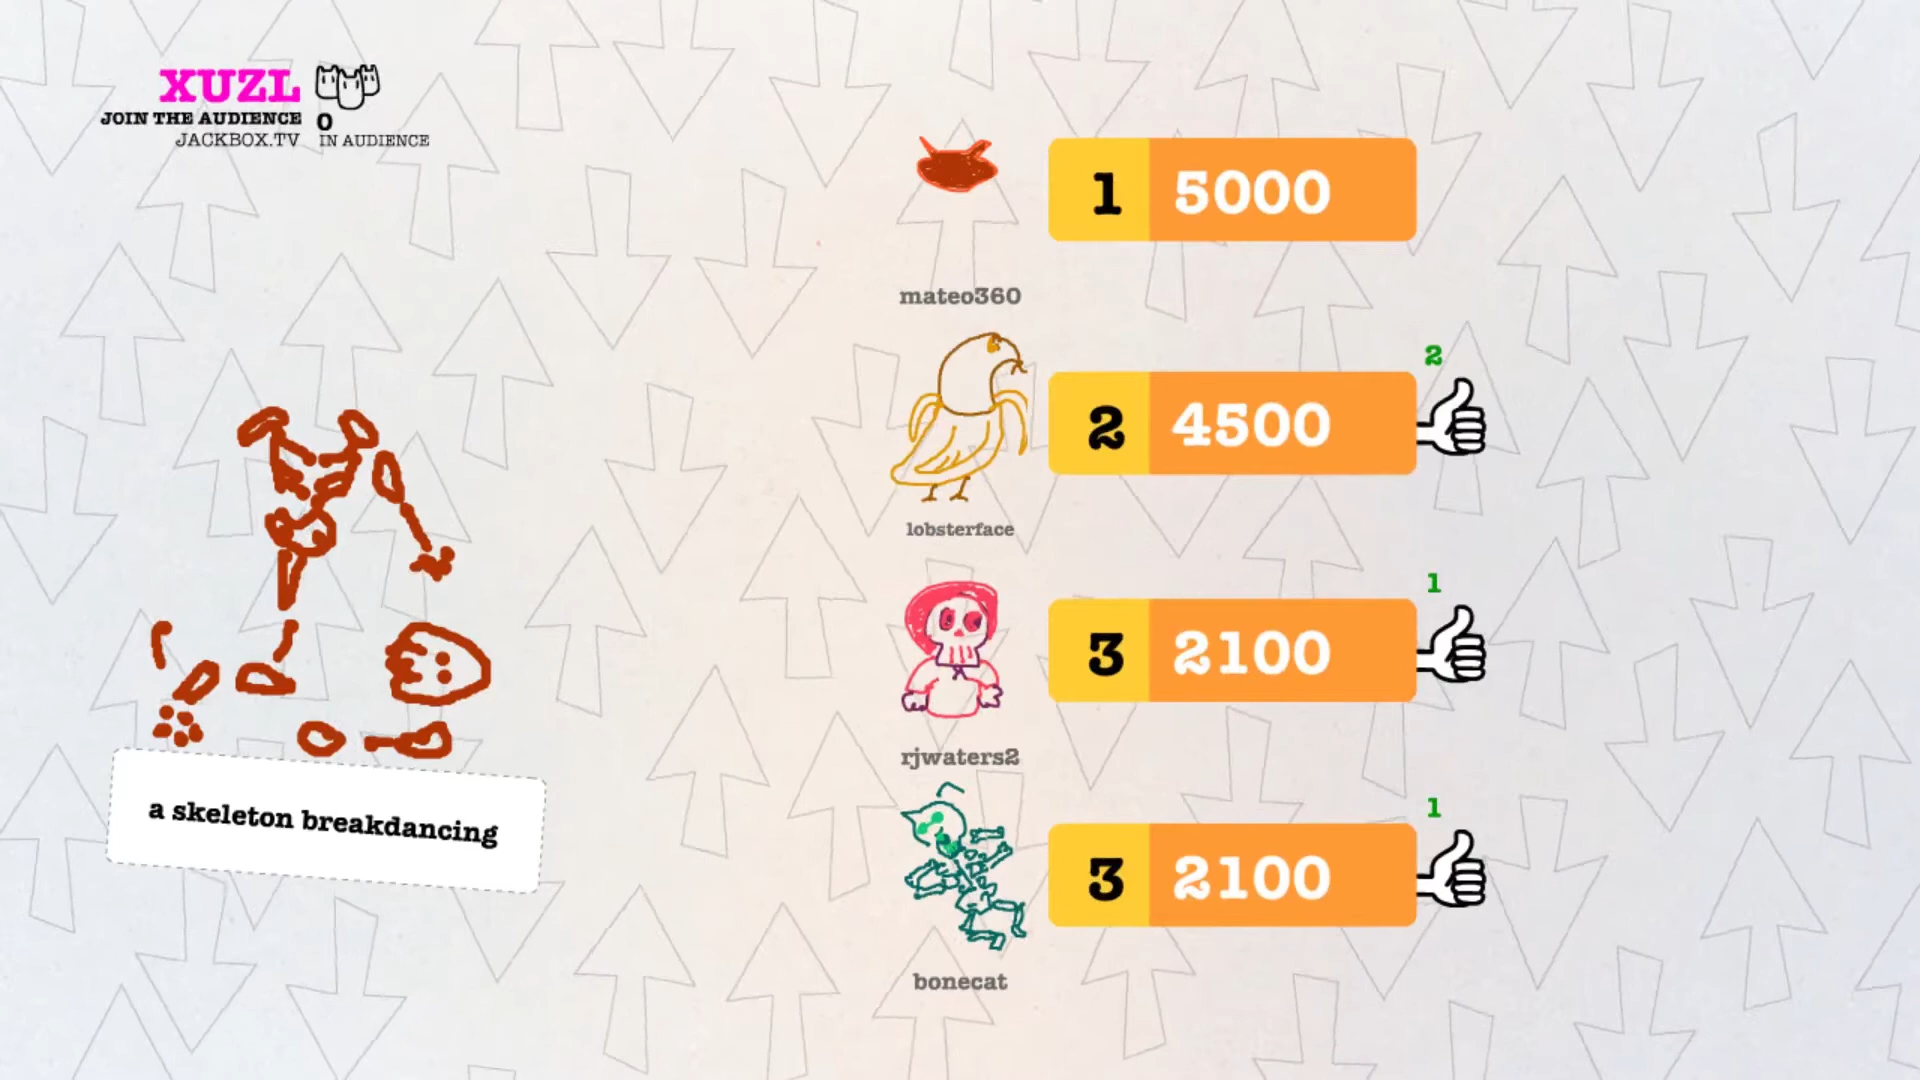 XUZL
JOIN THE AUDIENCE
JACKBOX.TV
0
IN AUDIENCE
1 5000
mateo360
2 4500
2
lobsterface
3 2100
1
rjwaters2
3 2100
1
bonecat
a skeleton breakdancing